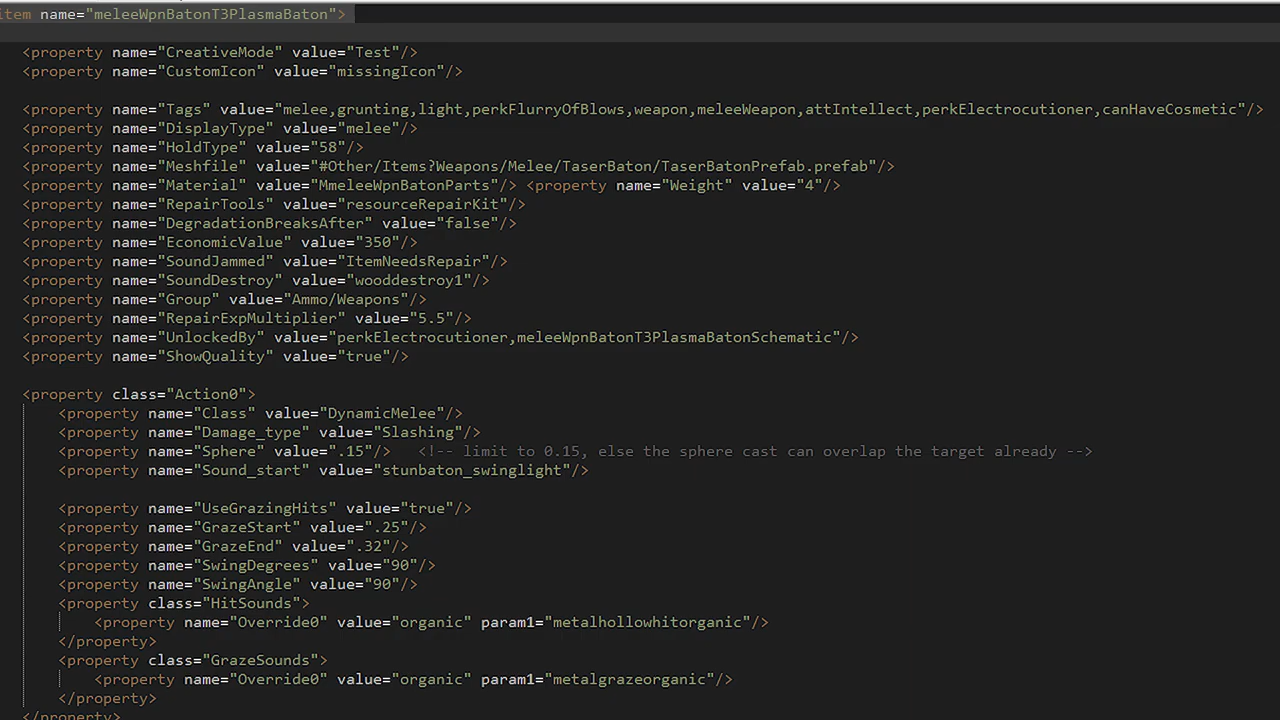 item name="meleeWpnBatonT3PlasmaBaton">
<property name="CreativeMode" value="Test"/>
<property name="CustomIcon" value="missingIcon"/>
<property name="Tags" value="melee,grunting,light,perkFlurryOfBlows,weapon,meleeWeapon,attIntellect,perkElectrocutioner,canHaveCosmetic"/>
<property name="DisplayType" value="melee"/>
<property name="HoldType" value="58"/>
<property name="Meshfile" value="#Other/Items?Weapons/Melee/TaserBaton/TaserBatonPrefab.prefab"/>
<property name="Material" value="MmeleeWpnBatonParts"/> <property name="Weight" value="4"/>
<property name="RepairTools" value="resourceRepairKit"/>
<property name="DegradationBreaksAfter" value="false"/>
<property name="EconomicValue" value="350"/>
<property name="SoundJammed" value="ItemNeedsRepair"/>
<property name="SoundDestroy" value="wooddestroy1"/>
<property name="Group" value="Ammo/Weapons"/>
<property name="RepairExpMultiplier" value="5.5"/>
<property name="UnlockedBy" value="perkElectrocutioner,meleeWpnBatonT3PlasmaBatonSchematic"/>
<property name="ShowQuality" value="true"/>
<property class="Action0">
<property name="Class" value="DynamicMelee"/>
<property name="Damage_type" value="Slashing"/>
<property name="Sphere" value=".15"/> <!-- limit to 0.15, else the sphere cast can overlap the target already -->
<property name="Sound_start" value="stunbaton_swinglight"/>
<property name="UseGrazingHits" value="true"/>
<property name="GrazeStart" value=".25"/>
<property name="GrazeEnd" value=".32"/>
<property name="SwingDegrees" value="90"/>
<property name="SwingAngle" value="90"/>
<property class="HitSounds">
<property name="Override0" value="organic" param1="metalhollowhitorganic"/>
</property>
<property class="GrazeSounds">
<property name="Override0" value="organic" param1="metalgrazeorganic"/>
</property>
</property>